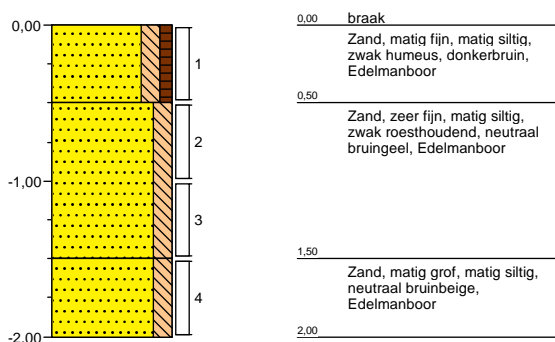 0,00
1
2
-1,00
3
4
-2,00
0,00
braak
Zand, matig fijn, matig siltig,
zwak humeus, donkerbruin,
Edelmanboor
0,50
Zand, zeer fijn, matig siltig,
zwak roesthoudend, neutraal
bruingeel, Edelmanboor
1,50
Zand, matig grof, matig siltig,
neutraal bruinbeige,
Edelmanboor
2,00